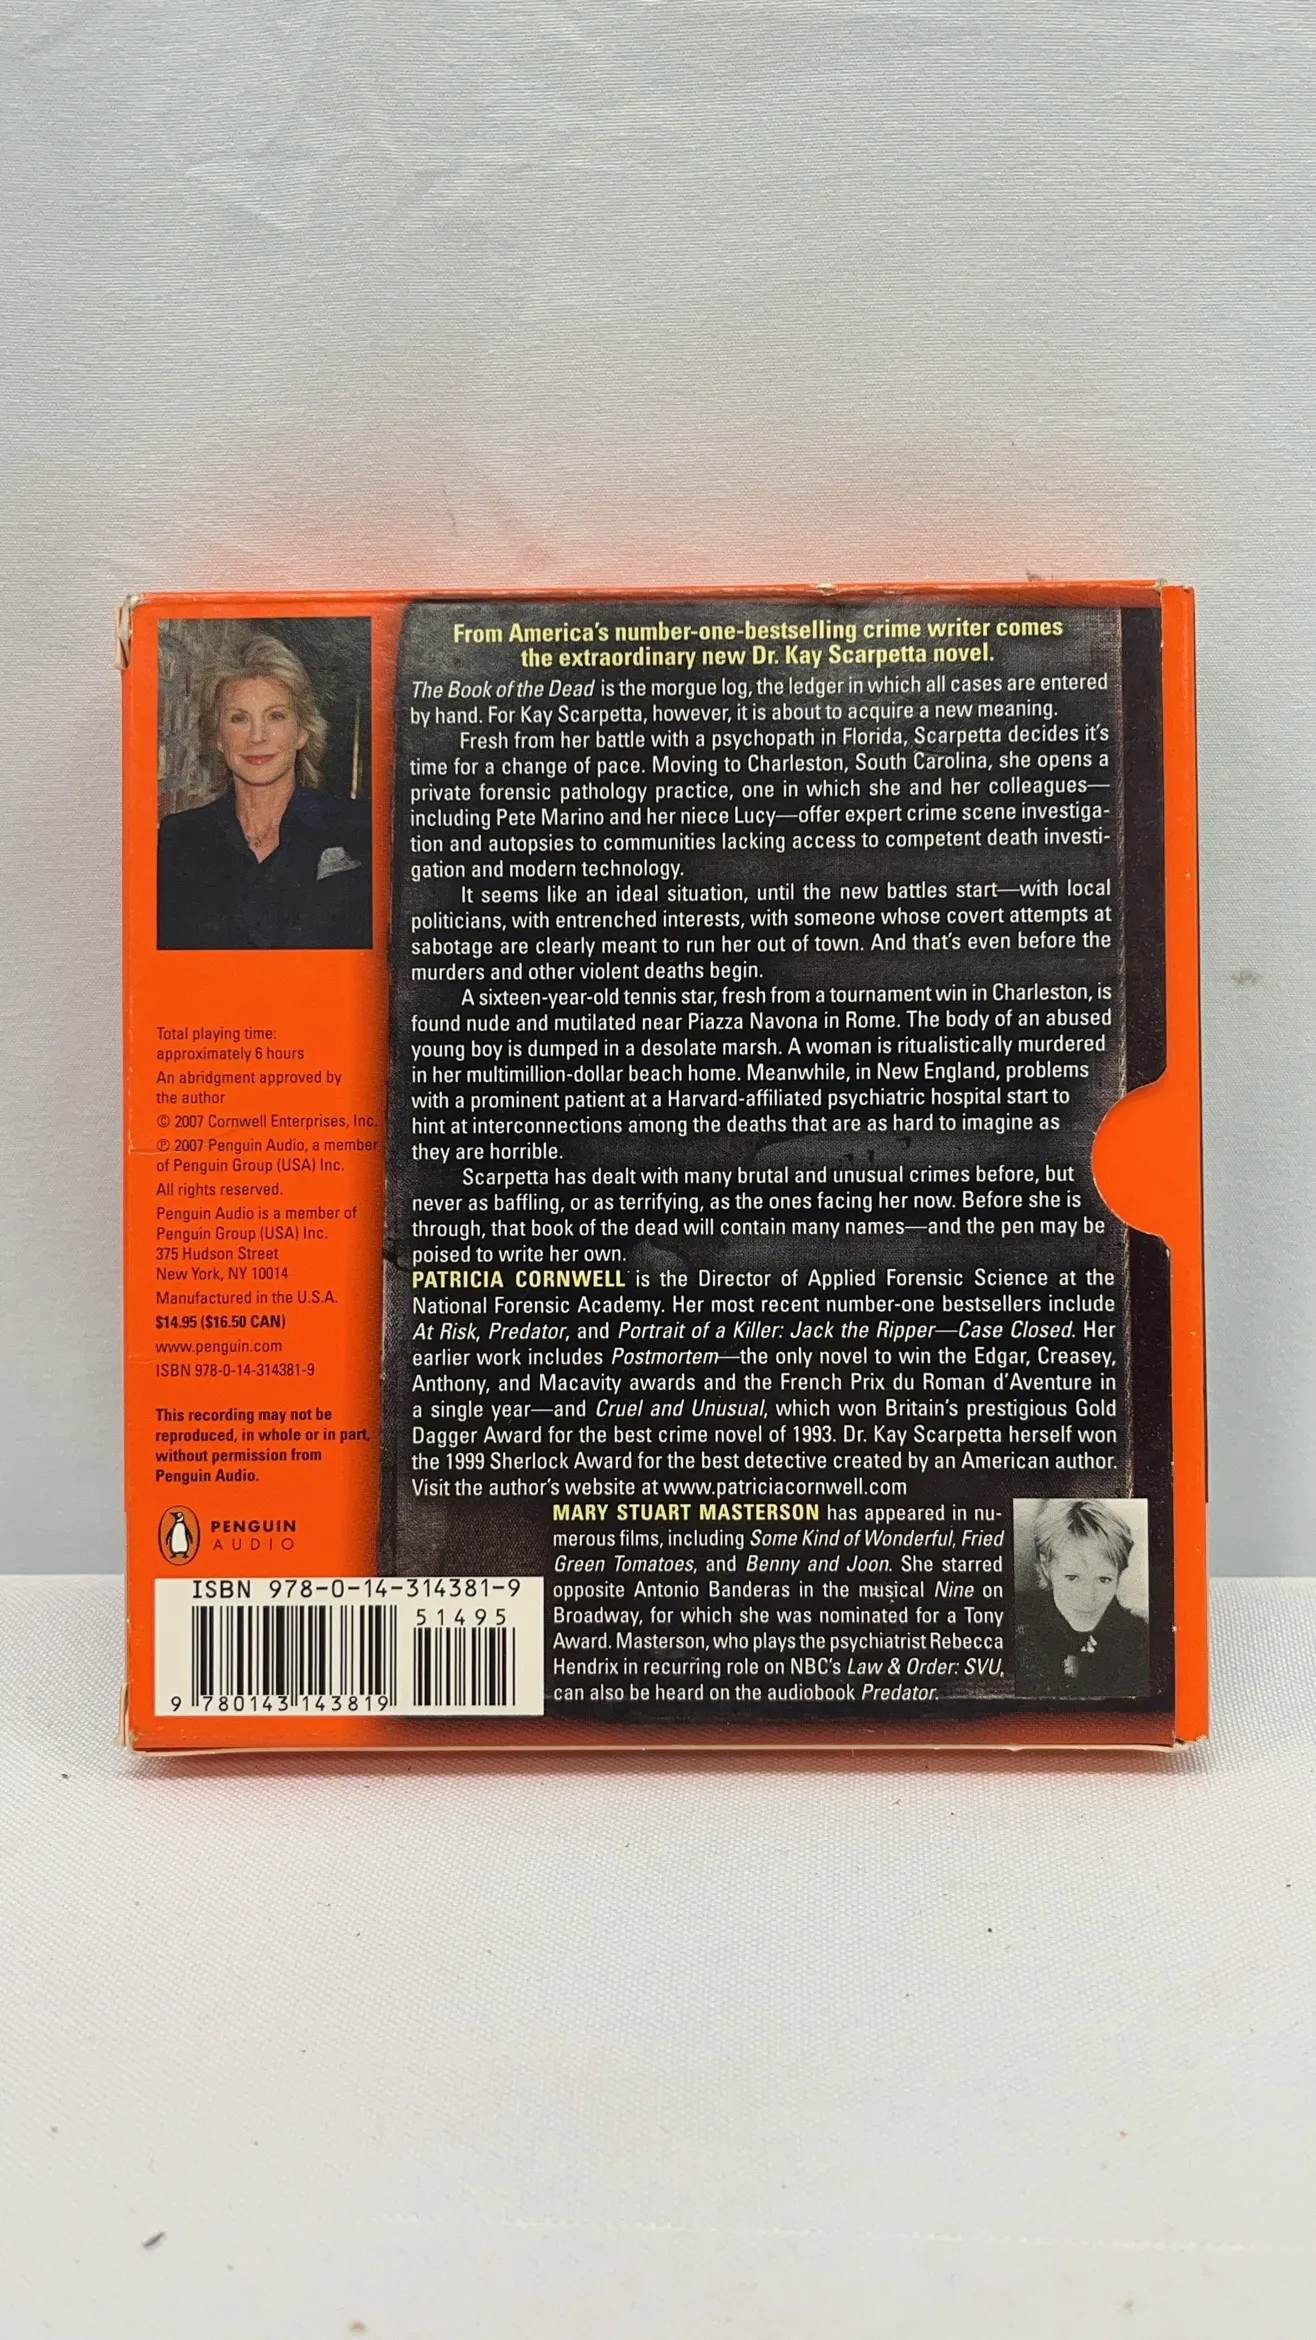 From America's number-one-bestselling crime writer comes
the extraordinary new Dr. Kay Scarpetta novel.
The Book of the Dead is the morgue log, the ledger in which all cases are entered
by hand. For Kay Scarpetta, however, it is about to acquire a new meaning.
Fresh from her battle with a psychopath in Florida, Scarpetta decides it's
time for a change of pace. Moving to Charleston, South Carolina, she opens a
private forensic pathology practice, one in which she and her colleagues—
including Pete Marino and her niece Lucy—offer expert crime scene investiga-
tion and autopsies to communities lacking access to competent death investi-
gation and modern technology.
It seems like an ideal situation, until the new battles start—with local
politicians, with entrenched interests, with someone whose covert attempts at
sabotage are clearly meant to run her out of town. And that's even before the
murders and other violent deaths begin.
A sixteen-year-old tennis star, fresh from a tournament win in Charleston, is
found nude and mutilated near Piazza Navona in Rome. The body of an abused
young boy is dumped in a desolate marsh. A woman is ritualistically murdered
in her multimillion-dollar beach home. Meanwhile, in New England, problems
with a prominent patient at a Harvard-affiliated psychiatric hospital start to
hint at interconnections among the deaths that are as hard to imagine as
they are horrible.
Scarpetta has dealt with many brutal and unusual crimes before, but
never as baffling, or as terrifying, as the ones facing her now. Before she is
through, that book of the dead will contain many names—and the pen may be
poised to write her own.
PATRICIA CORNWELL is the Director of Applied Forensic Science at the
National Forensic Academy. Her most recent number-one bestsellers include
At Risk, Predator, and Portrait of a Killer: Jack the Ripper—Case Closed. Her
earlier work includes Postmortem—the only novel to win the Edgar, Creasey,
Anthony, and Macavity awards and the French Prix du Roman d'Aventure in
a single year—and Cruel and Unusual, which won Britain's prestigious Gold
Dagger Award for the best crime novel of 1993. Dr. Kay Scarpetta herself won
the 1999 Sherlock Award for the best detective created by an American author.
Visit the author's website at www.patriciacornwell.com
MARY STUART MASTERSON has appeared in nu-
merous films, including Some Kind of Wonderful, Fried
Green Tomatoes, and Benny and Joon. She starred
opposite Antonio Banderas in the musical Nine on
Broadway, for which she was nominated for a Tony
Award. Masterson, who plays the psychiatrist Rebecca
Hendrix in recurring role on NBC's Law & Order: SVU,
can also be heard on the audiobook Predator.
Total playing time:
approximately 6 hours
An abridgment approved by
the author
© 2007 Cornwell Enterprises, Inc.
℗ 2007 Penguin Audio, a member
of Penguin Group (USA) Inc.
All rights reserved.
Penguin Audio is a member of
Penguin Group (USA) Inc.
375 Hudson Street
New York, NY 10014
Manufactured in the U.S.A.
$14.95 ($16.50 CAN)
www.penguin.com
ISBN 978-0-14-314381-9
This recording may not be
reproduced, in whole or in part,
without permission from
Penguin Audio.
PENGUIN
AUDIO
ISBN 978-0-14-314381-9
51495
9 780143 143819